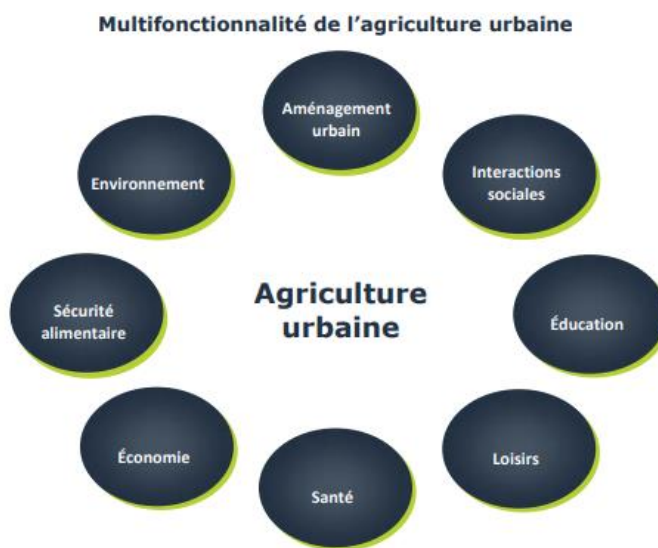 Multifonctionnalité de l'agriculture urbaine
Aménagement
urbain
Interactions
sociales
Éducation
Loisirs
Santé
Économie
Sécurité
alimentaire
Environnement
Agriculture
urbaine